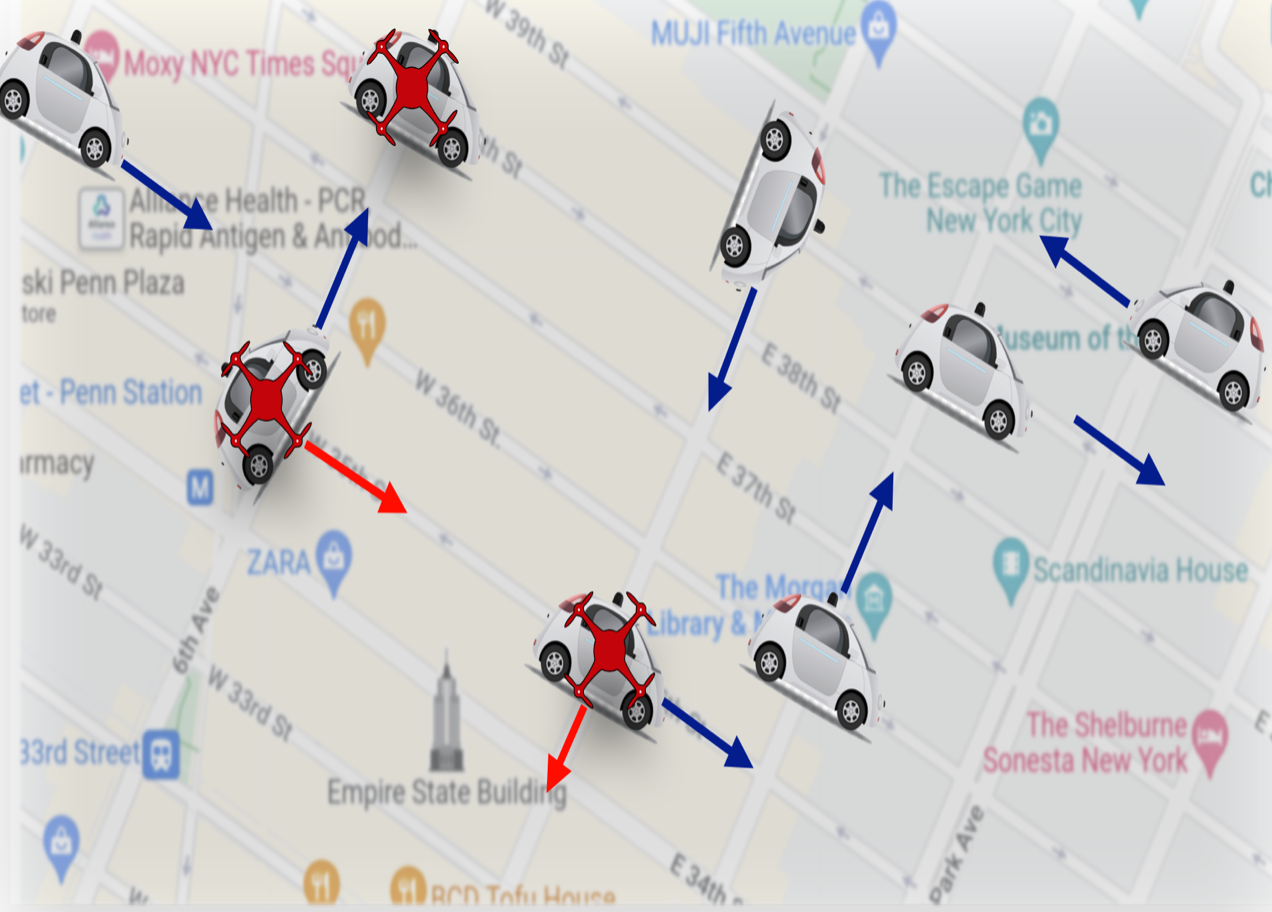 W 39th St
MUJI Fifth Avenue
Moxy NYC Times Squ
th St
The Escape Game
New York City
Alliance Health - PCR
Rapid Antigen &
ski Penn Plaza
tore
useum of th
E 38th St
et - Penn Station
W 36th St.
W 35th S
armacy
M
E 37th St
W 33rd St
ZARA
Scandinavia House
The Morgan
Library & M
6th Ave
W 33rd St
The Shelburne
Sonesta New York
33rd Street
Empire State Building
Park Ave
E 34th
BCD Tofu House